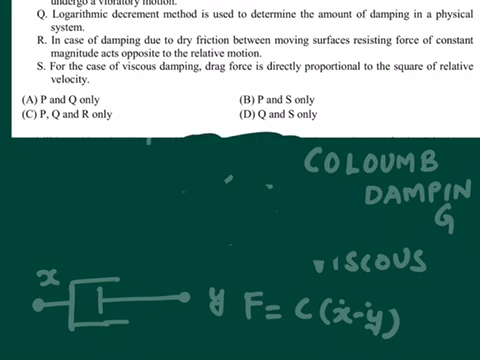 undergo a vibratory motion.
Q. Logarithmic decrement method is used to determine the amount of damping in a physical
system.
R. In case of damping due to dry friction between moving surfaces resisting force of constant
magnitude acts opposite to the relative motion.
S. For the case of viscous damping, drag force is directly proportional to the square of relative
velocity.
(A) P and Q only
(B) P and S only
(C) P, Q and R only
(D) Q and S only
COLOUMB
DAMPIN
G
VISCOUS
x
y F = C(ẋ-ẏ)